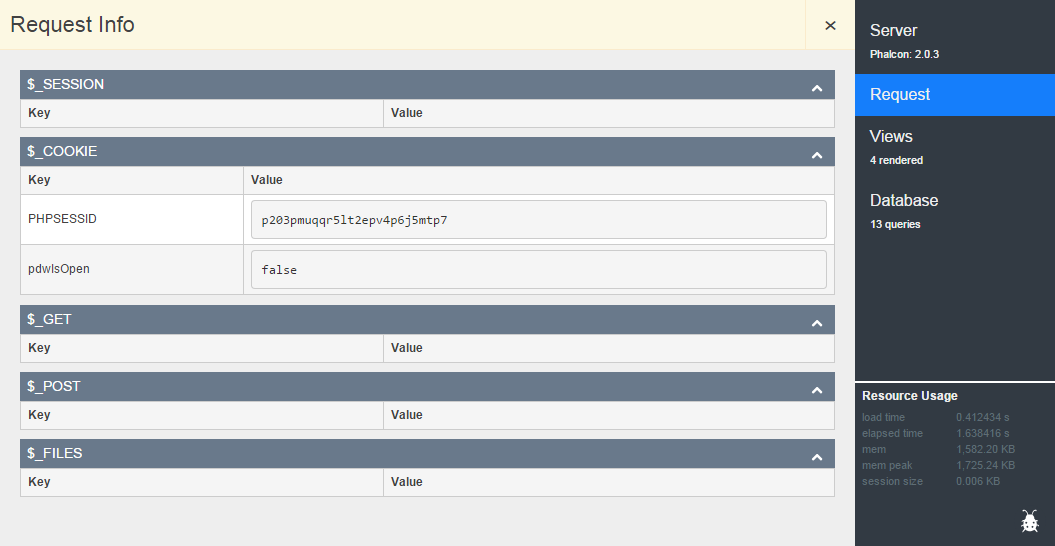 Request Info
×
$_SESSION
Key Value
$_COOKIE
Key Value
PHPSESSID p203pmuqqr5lt2epv4p6j5mtp7
pdwIsOpen false
$_GET
Key Value
$_POST
Key Value
$_FILES
Key Value
Server
Phalcon: 2.0.3
Request
Views
4 rendered
Database
13 queries
Resource Usage
load time 0.412434 s
elapsed time 1.638416 s
mem 1,582.20 KB
mem peak 1,725.24 KB
session size 0.006 KB